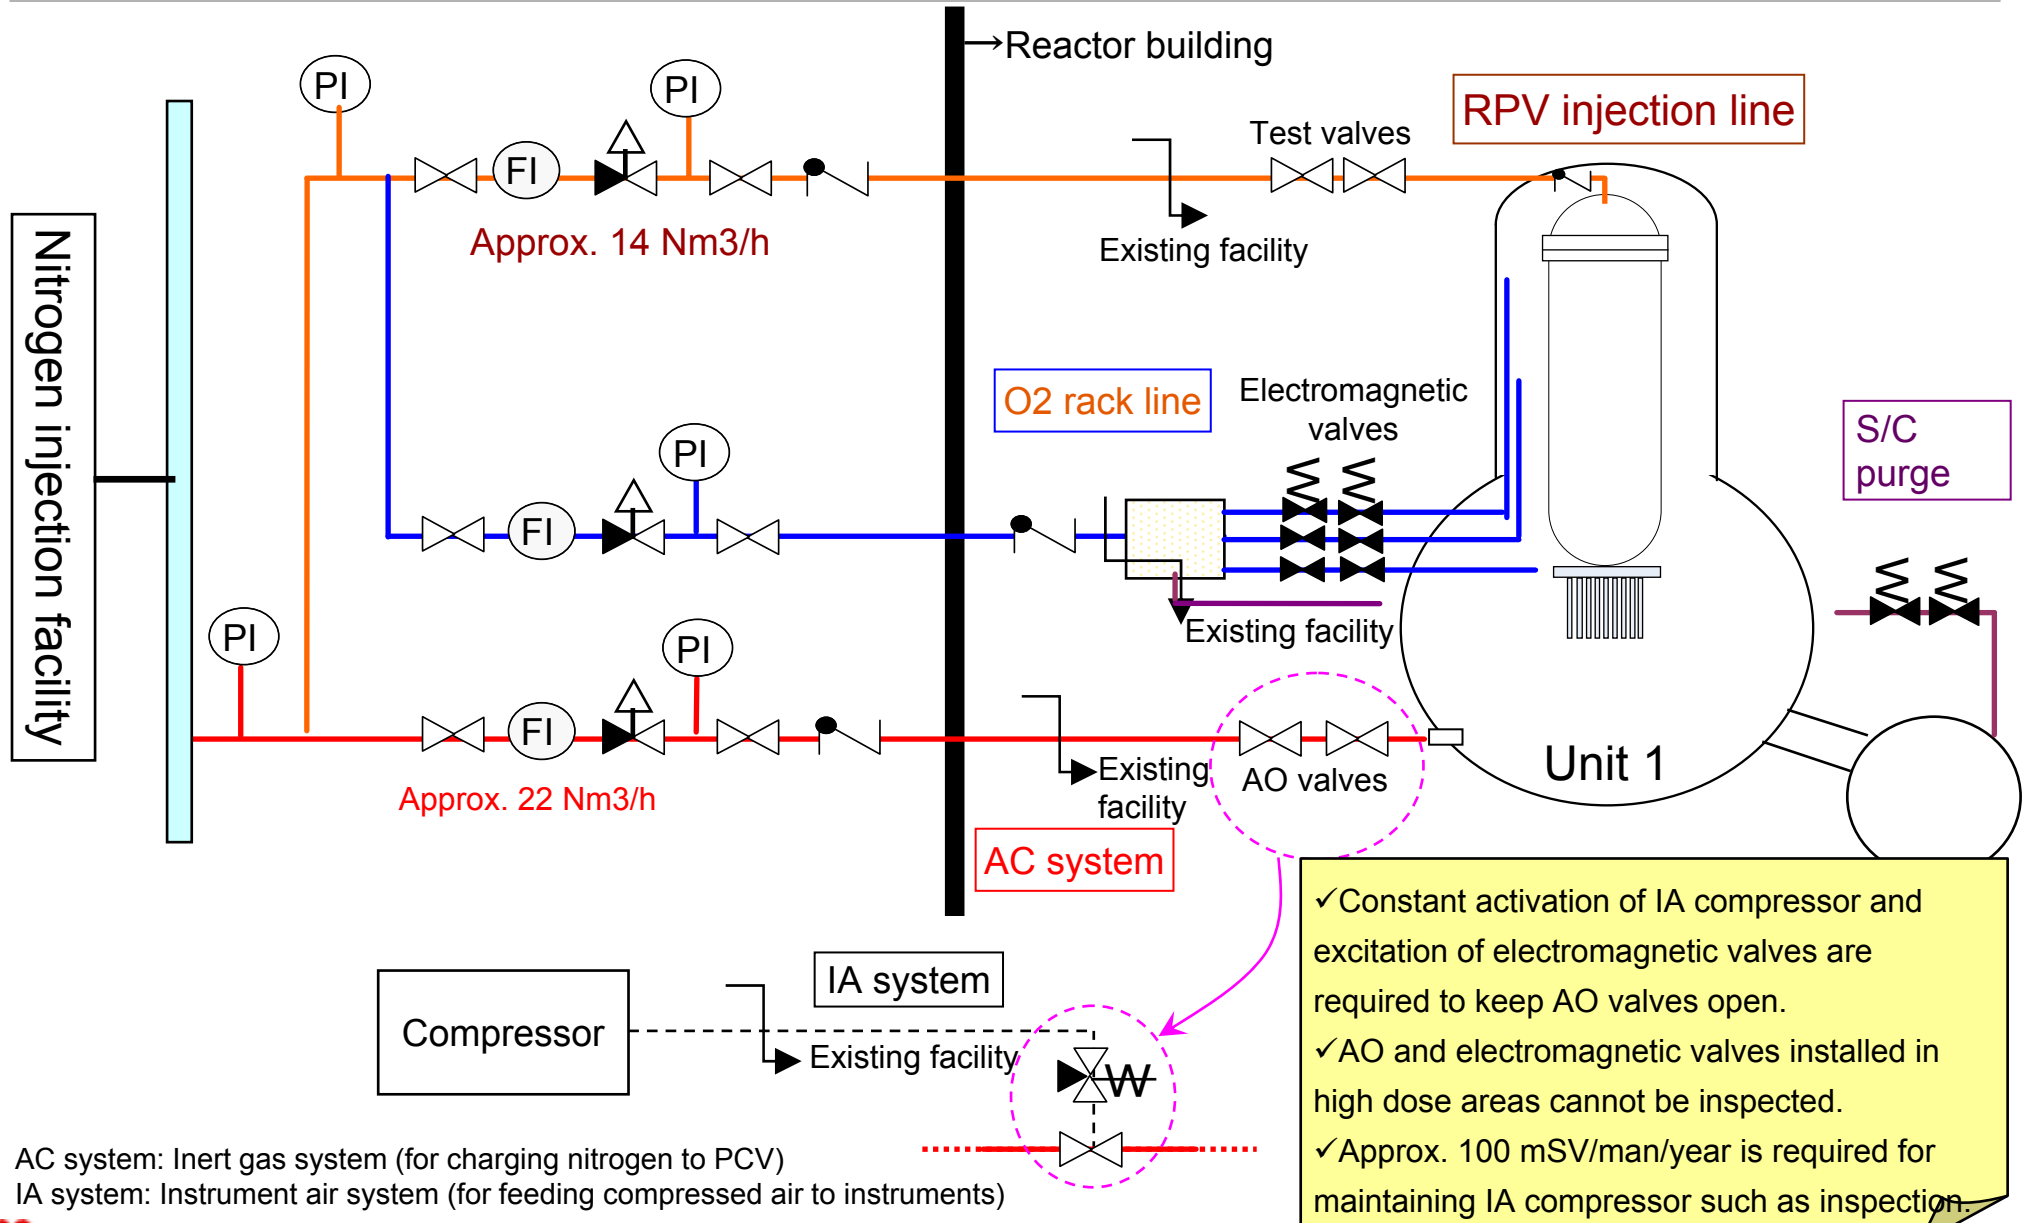 Reactor building
PI
PI
RPV injection line
Test valves
FI
Approx. 14 Nm3/h
Existing facility
Nitrogen injection facility
O2 rack line
Electromagnetic
valves
S/C
purge
PI
FI
Existing facility
PI
PI
FI
Unit 1
Existing
facility
AO valves
Approx. 22 Nm3/h
AC system
✓Constant activation of IA compressor and
excitation of electromagnetic valves are
required to keep AO valves open.
✓AO and electromagnetic valves installed in
high dose areas cannot be inspected.
✓Approx. 100 mSV/man/year is required for
maintaining IA compressor such as inspection.
IA system
Compressor
Existing facility
AC system: Inert gas system (for charging nitrogen to PCV)
IA system: Instrument air system (for feeding compressed air to instruments)